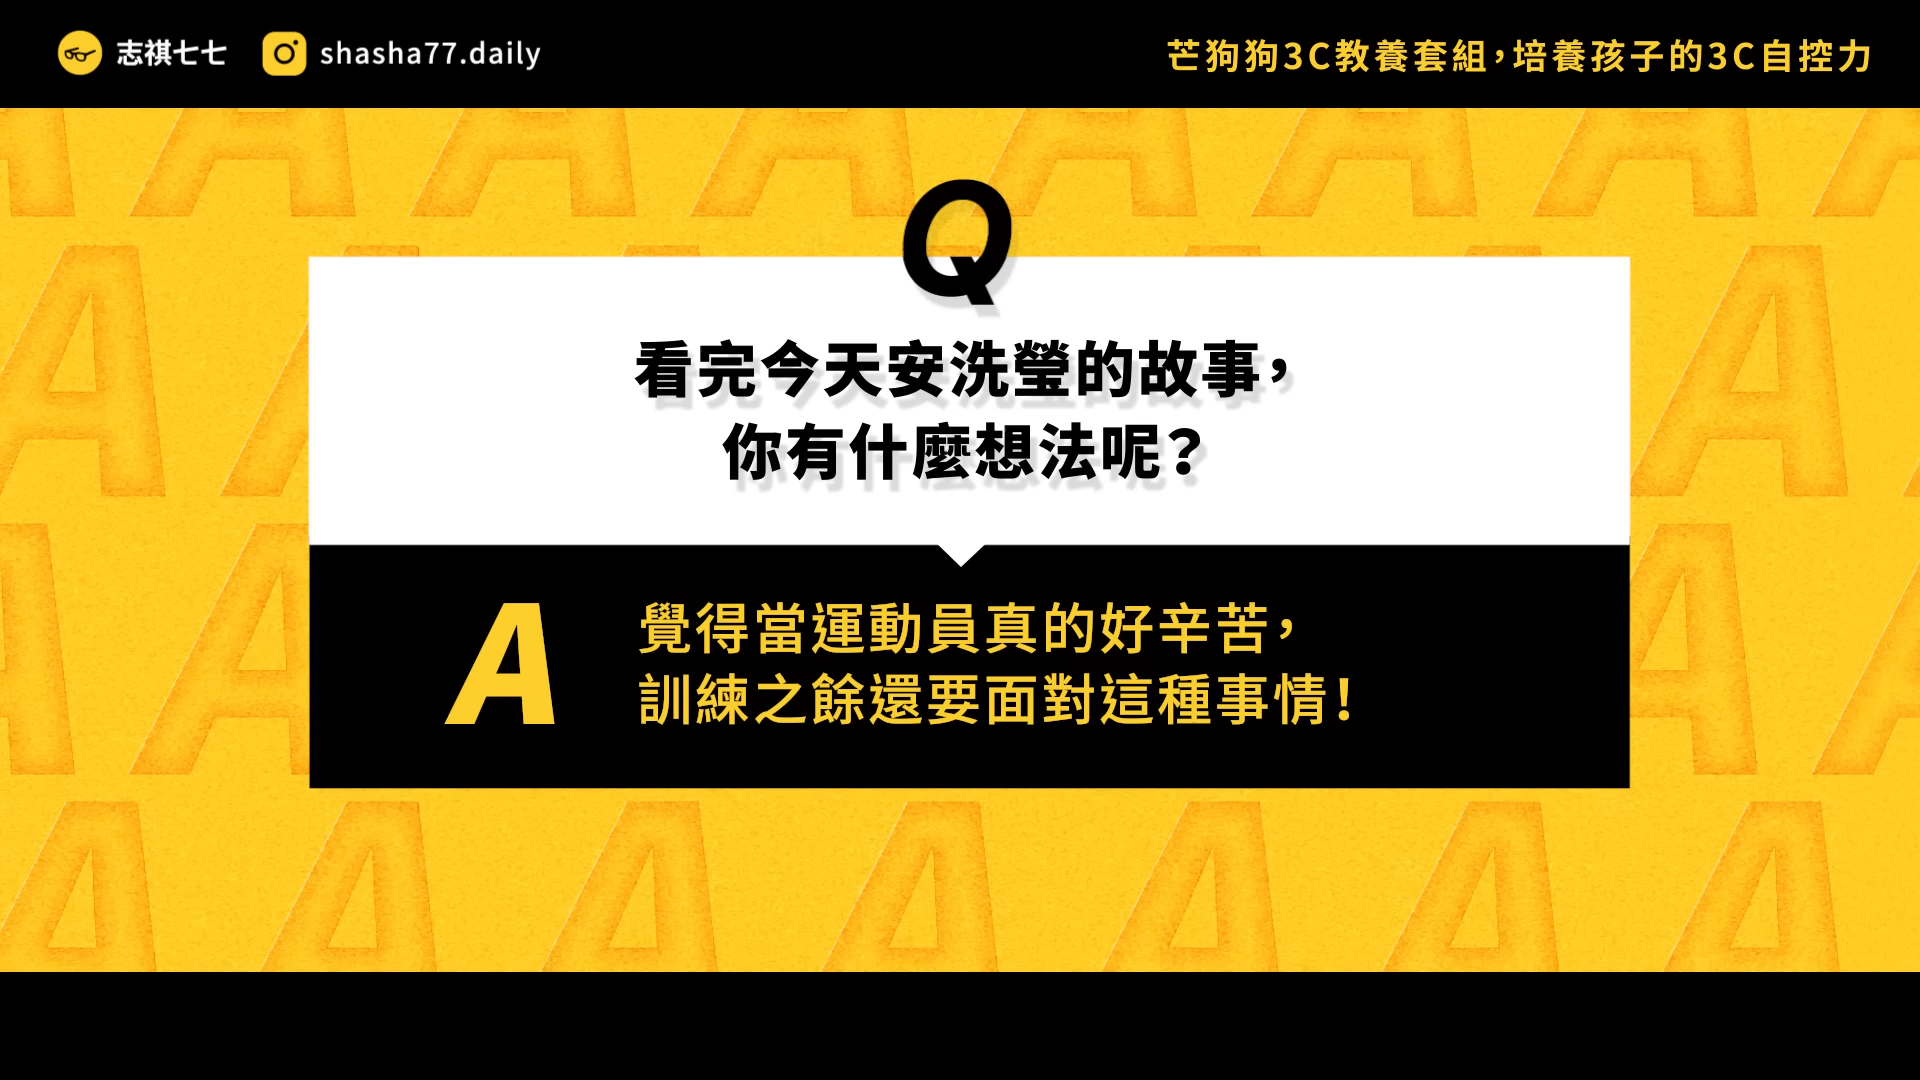 志祺七七
shasha77.daily
芒狗狗3C教養套組，培養孩子的3C自控力
Q
看完今天安洗瑩的故事，
你有什麼想法呢？
A
覺得當運動員真的好辛苦，
訓練之餘還要面對這種事情！